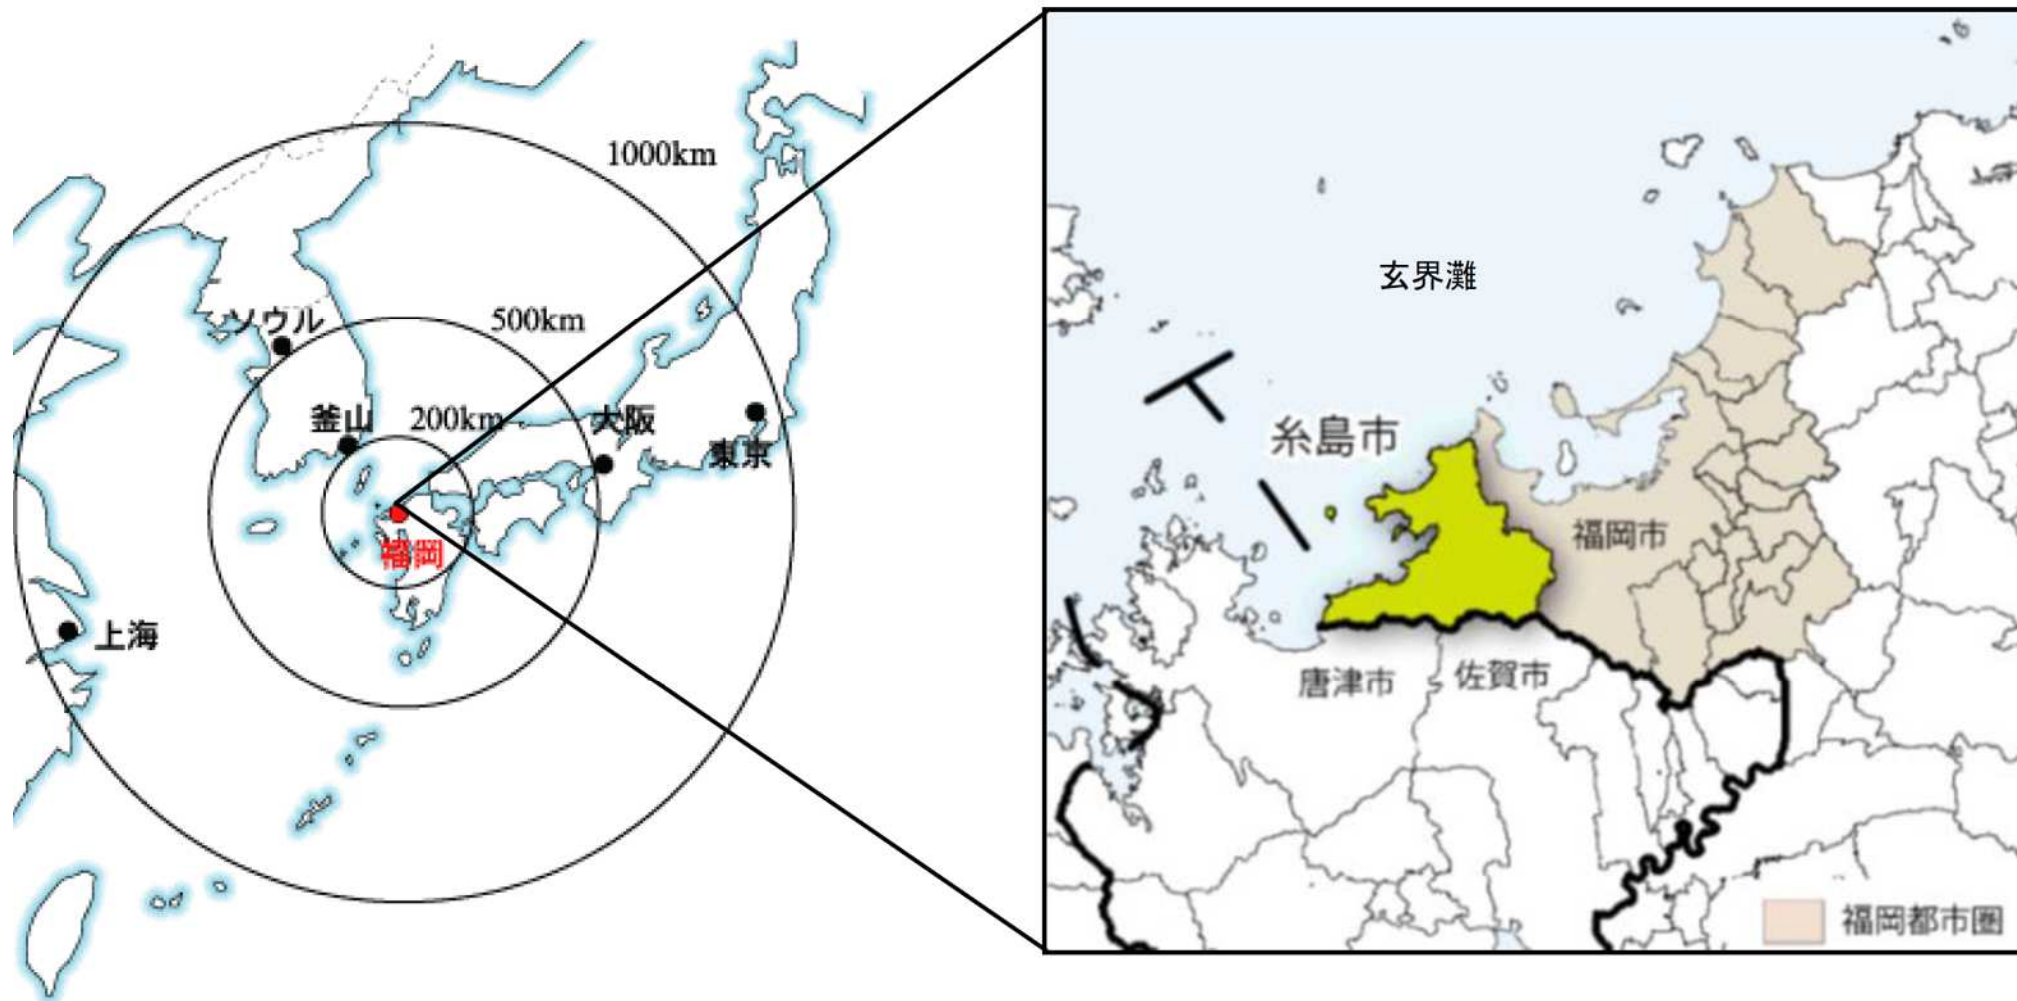 1000km
500km
ソウル
200km
釜山
大阪
東京
福岡
上海
玄界灘
糸島市
福岡市
唐津市
佐賀市
福岡都市圏